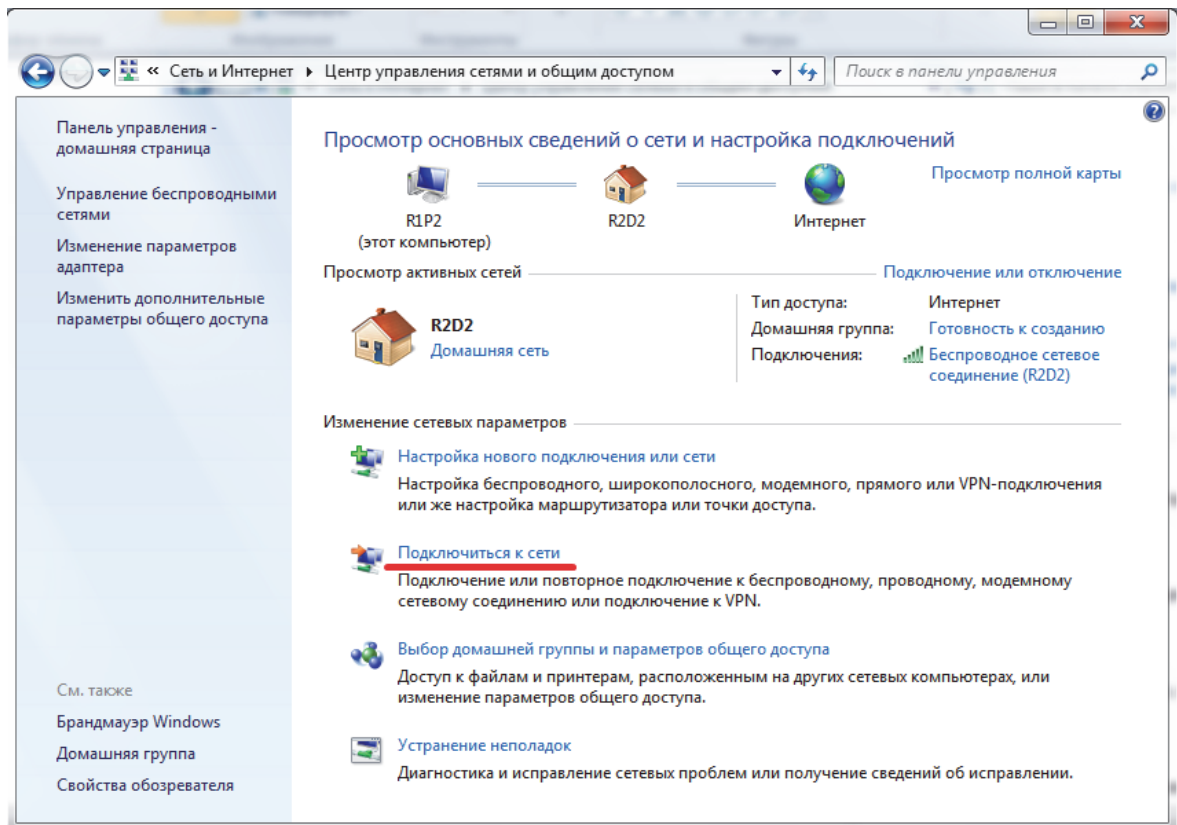 « Сеть и Интернет ▸ Центр управления сетями и общим доступом
Поиск в панели управления
Панель управления -
домашняя страница
Управление беспроводными
сетями
Изменение параметров
адаптера
Изменить дополнительные
параметры общего доступа
См. также
Брандмауэр Windows
Домашняя группа
Свойства обозревателя
Просмотр основных сведений о сети и настройка подключений
Просмотр полной карты
R1P2
(этот компьютер)
R2D2
Интернет
Просмотр активных сетей
Подключение или отключение
R2D2
Домашняя сеть
Тип доступа: Интернет
Домашняя группа: Готовность к созданию
Подключения: Беспроводное сетевое
соединение (R2D2)
Изменение сетевых параметров
Настройка нового подключения или сети
Настройка беспроводного, широкополосного, модемного, прямого или VPN-подключения
или же настройка маршрутизатора или точки доступа.
Подключиться к сети
Подключение или повторное подключение к беспроводному, проводному, модемному
сетевому соединению или подключение к VPN.
Выбор домашней группы и параметров общего доступа
Доступ к файлам и принтерам, расположенным на других сетевых компьютерах, или
изменение параметров общего доступа.
Устранение неполадок
Диагностика и исправление сетевых проблем или получение сведений об исправлении.